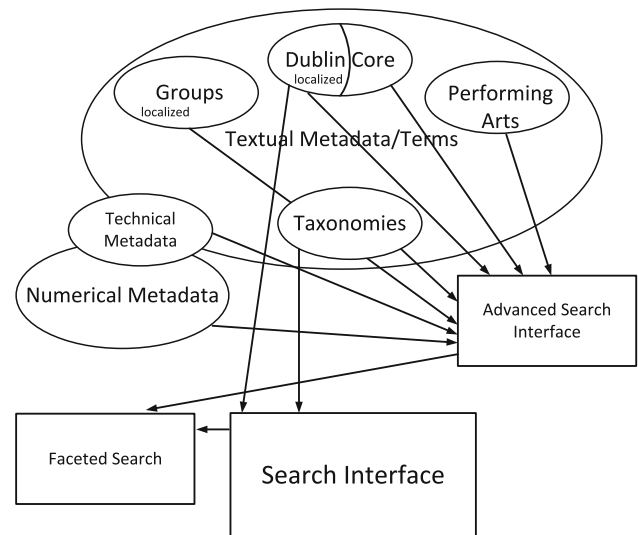 Dublin Core
localized
Groups
localized
Performing
Arts
Textual Metadata/Terms
Technical
Metadata
Taxonomies
Numerical Metadata
Advanced Search
Interface
Faceted Search
Search Interface